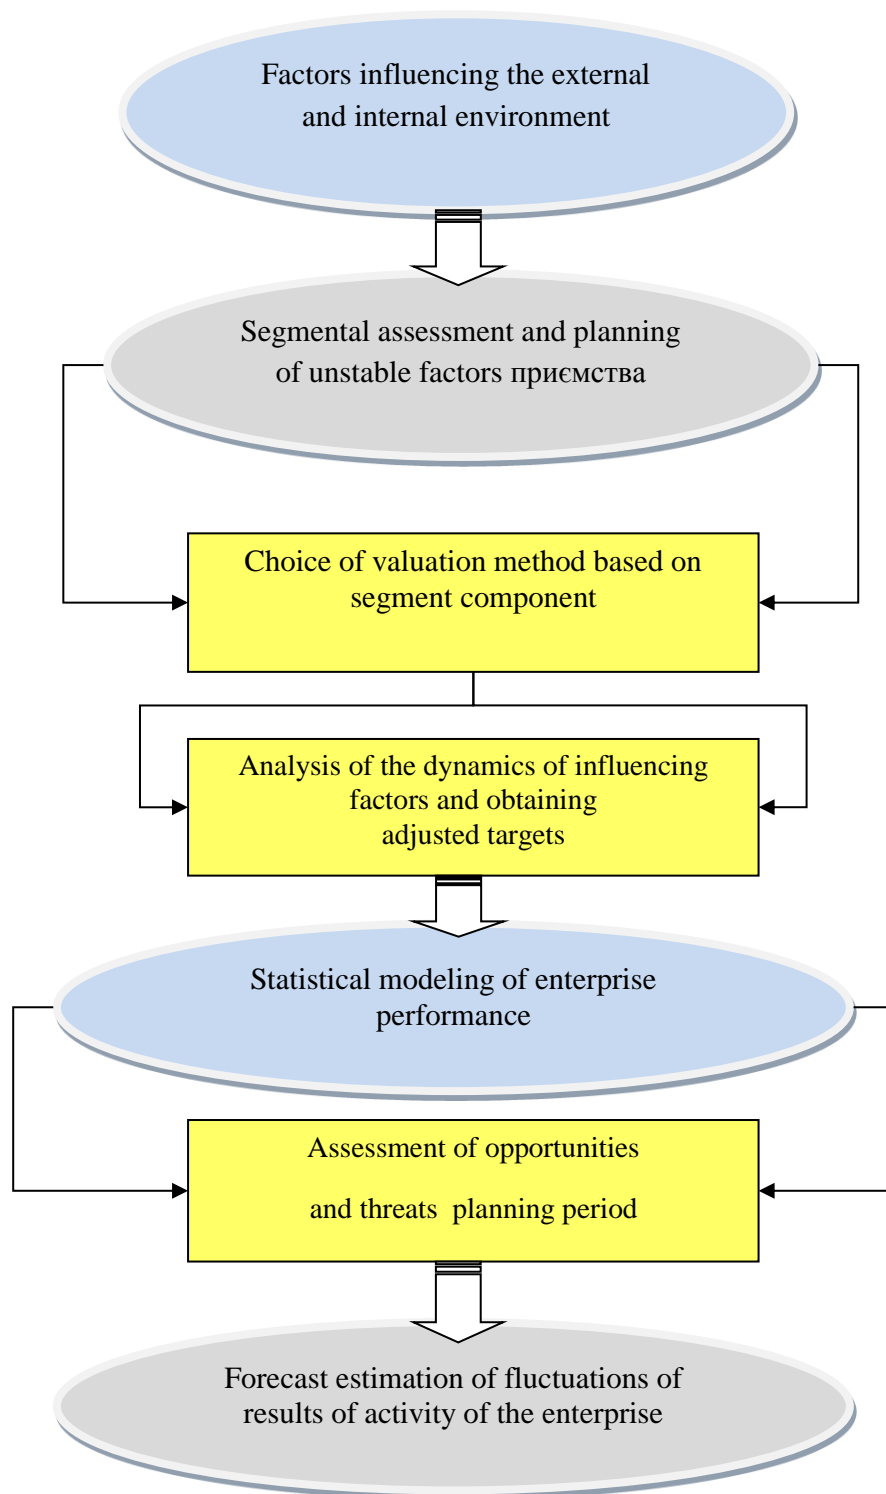 Factors influencing the external
and internal environment
Segmental assessment and planning
of unstable factors приємства
Choice of valuation method based on
segment component
Analysis of the dynamics of influencing
factors and obtaining
adjusted targets
Statistical modeling of enterprise
performance
Assessment of opportunities
and threats planning period
Forecast estimation of fluctuations of
results of activity of the enterprise